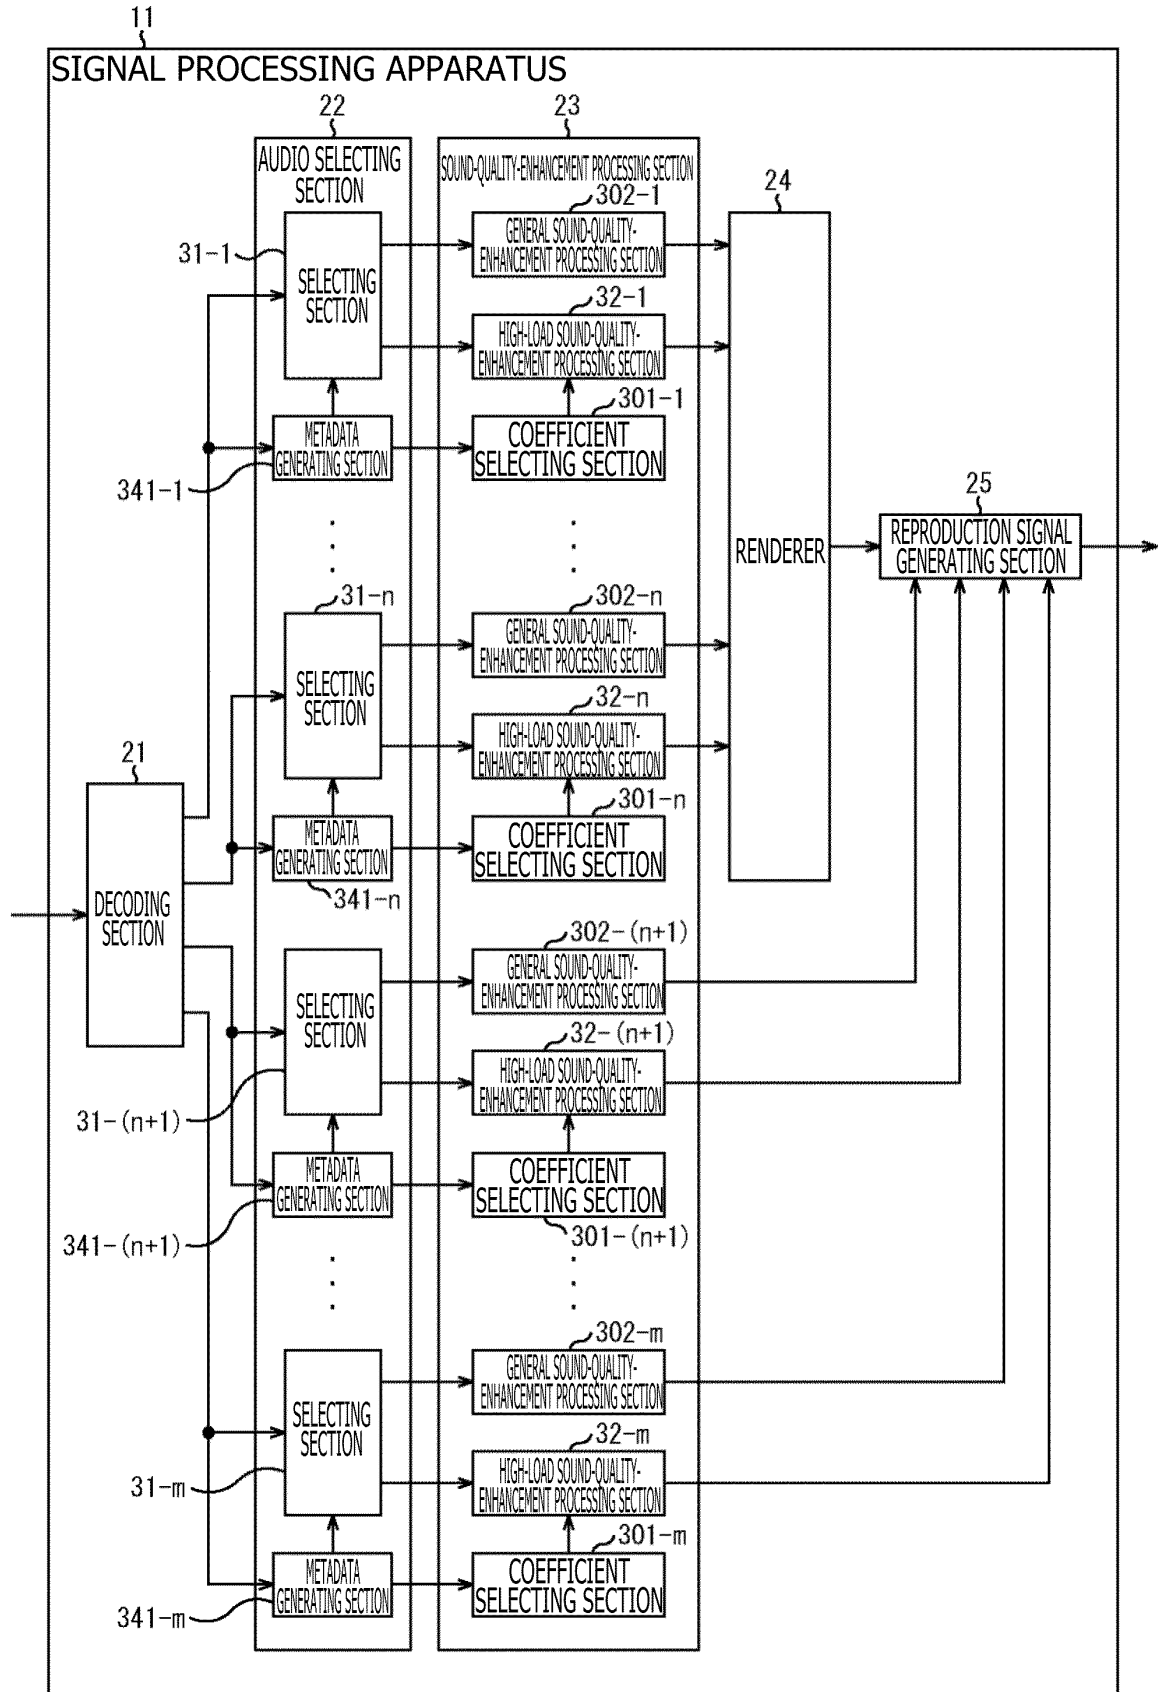 11
SIGNAL PROCESSING APPARATUS
22
23
AUDIO SELECTING
SECTION
SOUND-QUALITY-ENHANCEMENT PROCESSING SECTION
24
302-1
31-1
SELECTING
SECTION
GENERAL SOUND-QUALITY-
ENHANCEMENT PROCESSING SECTION
32-1
HIGH-LOAD SOUND-QUALITY-
ENHANCEMENT PROCESSING SECTION
301-1
METADATA
GENERATING SECTION
COEFFICIENT
SELECTING SECTION
341-1
25
RENDERER
REPRODUCTION SIGNAL
GENERATING SECTION
31-n
302-n
SELECTING
SECTION
GENERAL SOUND-QUALITY-
ENHANCEMENT PROCESSING SECTION
32-n
HIGH-LOAD SOUND-QUALITY-
ENHANCEMENT PROCESSING SECTION
21
301-n
METADATA
GENERATING SECTION
COEFFICIENT
SELECTING SECTION
341-n
DECODING
SECTION
302-(n+1)
SELECTING
SECTION
GENERAL SOUND-QUALITY-
ENHANCEMENT PROCESSING SECTION
32-(n+1)
HIGH-LOAD SOUND-QUALITY-
ENHANCEMENT PROCESSING SECTION
31-(n+1)
METADATA
GENERATING SECTION
COEFFICIENT
SELECTING SECTION
341-(n+1)
301-(n+1)
302-m
SELECTING
SECTION
GENERAL SOUND-QUALITY-
ENHANCEMENT PROCESSING SECTION
32-m
HIGH-LOAD SOUND-QUALITY-
ENHANCEMENT PROCESSING SECTION
31-m
301-m
METADATA
GENERATING SECTION
COEFFICIENT
SELECTING SECTION
341-m